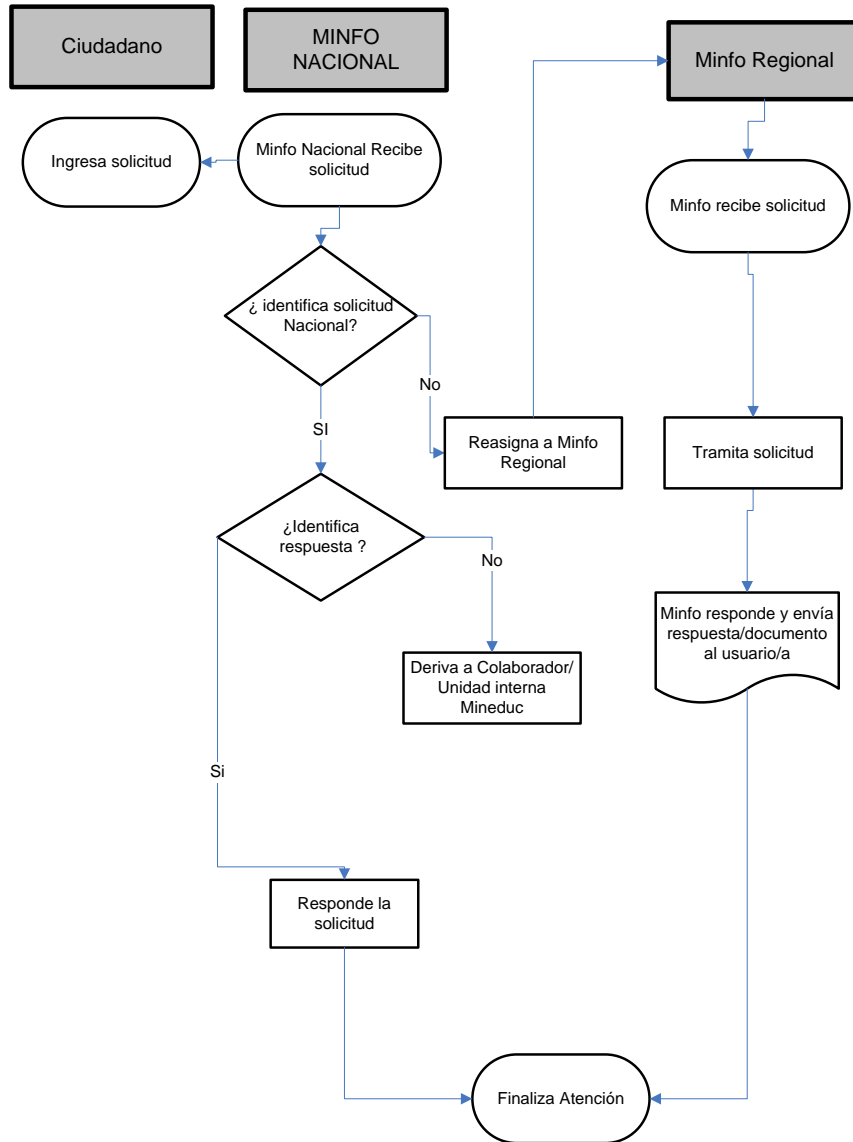 Ciudadano
MINFO
NACIONAL
Minfo Regional
Ingresa solicitud
Minfo Nacional Recibe
solicitud
Minfo recibe solicitud
¿ identifica solicitud
Nacional?
No
SI
Reasigna a Minfo
Regional
Tramita solicitud
¿Identifica
respuesta ?
No
Minfo responde y envía
respuesta/documento
al usuario/a
Deriva a Colaborador/
Unidad interna
Mineduc
Si
Responde la
solicitud
Finaliza Atención